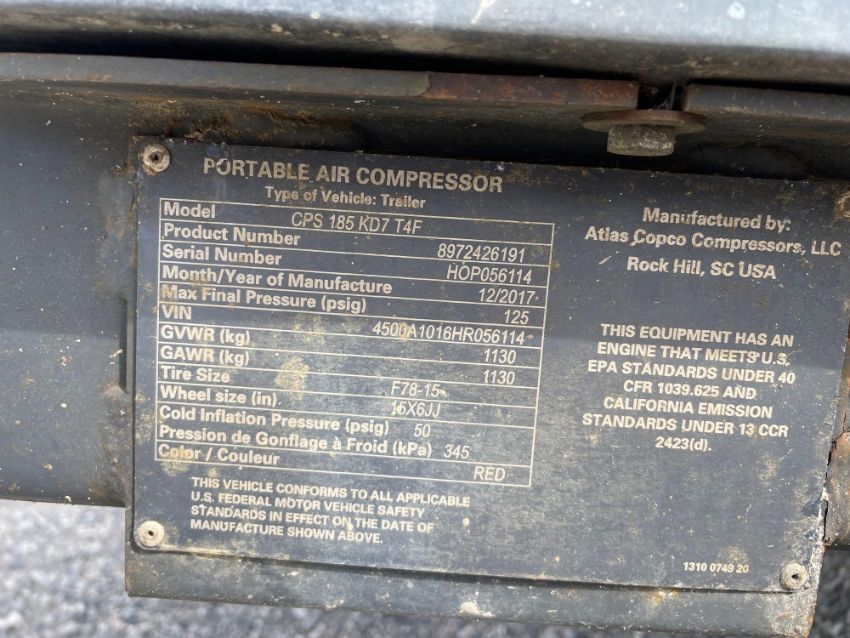 PORTABLE AIR COMPRESSOR
Type of Vehicle: Trailer
Model CPS 185 KD7 T4F
Product Number 8972426191
Serial Number HOP056114
Month/Year of Manufacture 12/2017
Max Final Pressure (psig) 125
VIN 4500A1016HR056114
GVWR (kg) 1130
GAWR (kg) 1130
Tire Size F78-15
Wheel size (in) 15X6JJ
Cold Inflation Pressure (psig) 50
Pression de Gonflage à Froid (kPa) 345
Color / Couleur RED
THIS VEHICLE CONFORMS TO ALL APPLICABLE
U.S. FEDERAL MOTOR VEHICLE SAFETY
STANDARDS IN EFFECT ON THE DATE OF
MANUFACTURE SHOWN ABOVE.
Manufactured by:
Atlas Copco Compressors, LLC
Rock Hill, SC USA
THIS EQUIPMENT HAS AN
ENGINE THAT MEETS U.S.
EPA STANDARDS UNDER 40
CFR 1039.625 AND
CALIFORNIA EMISSION
STANDARDS UNDER 13 CCR
2423(d).
1310 0749 20